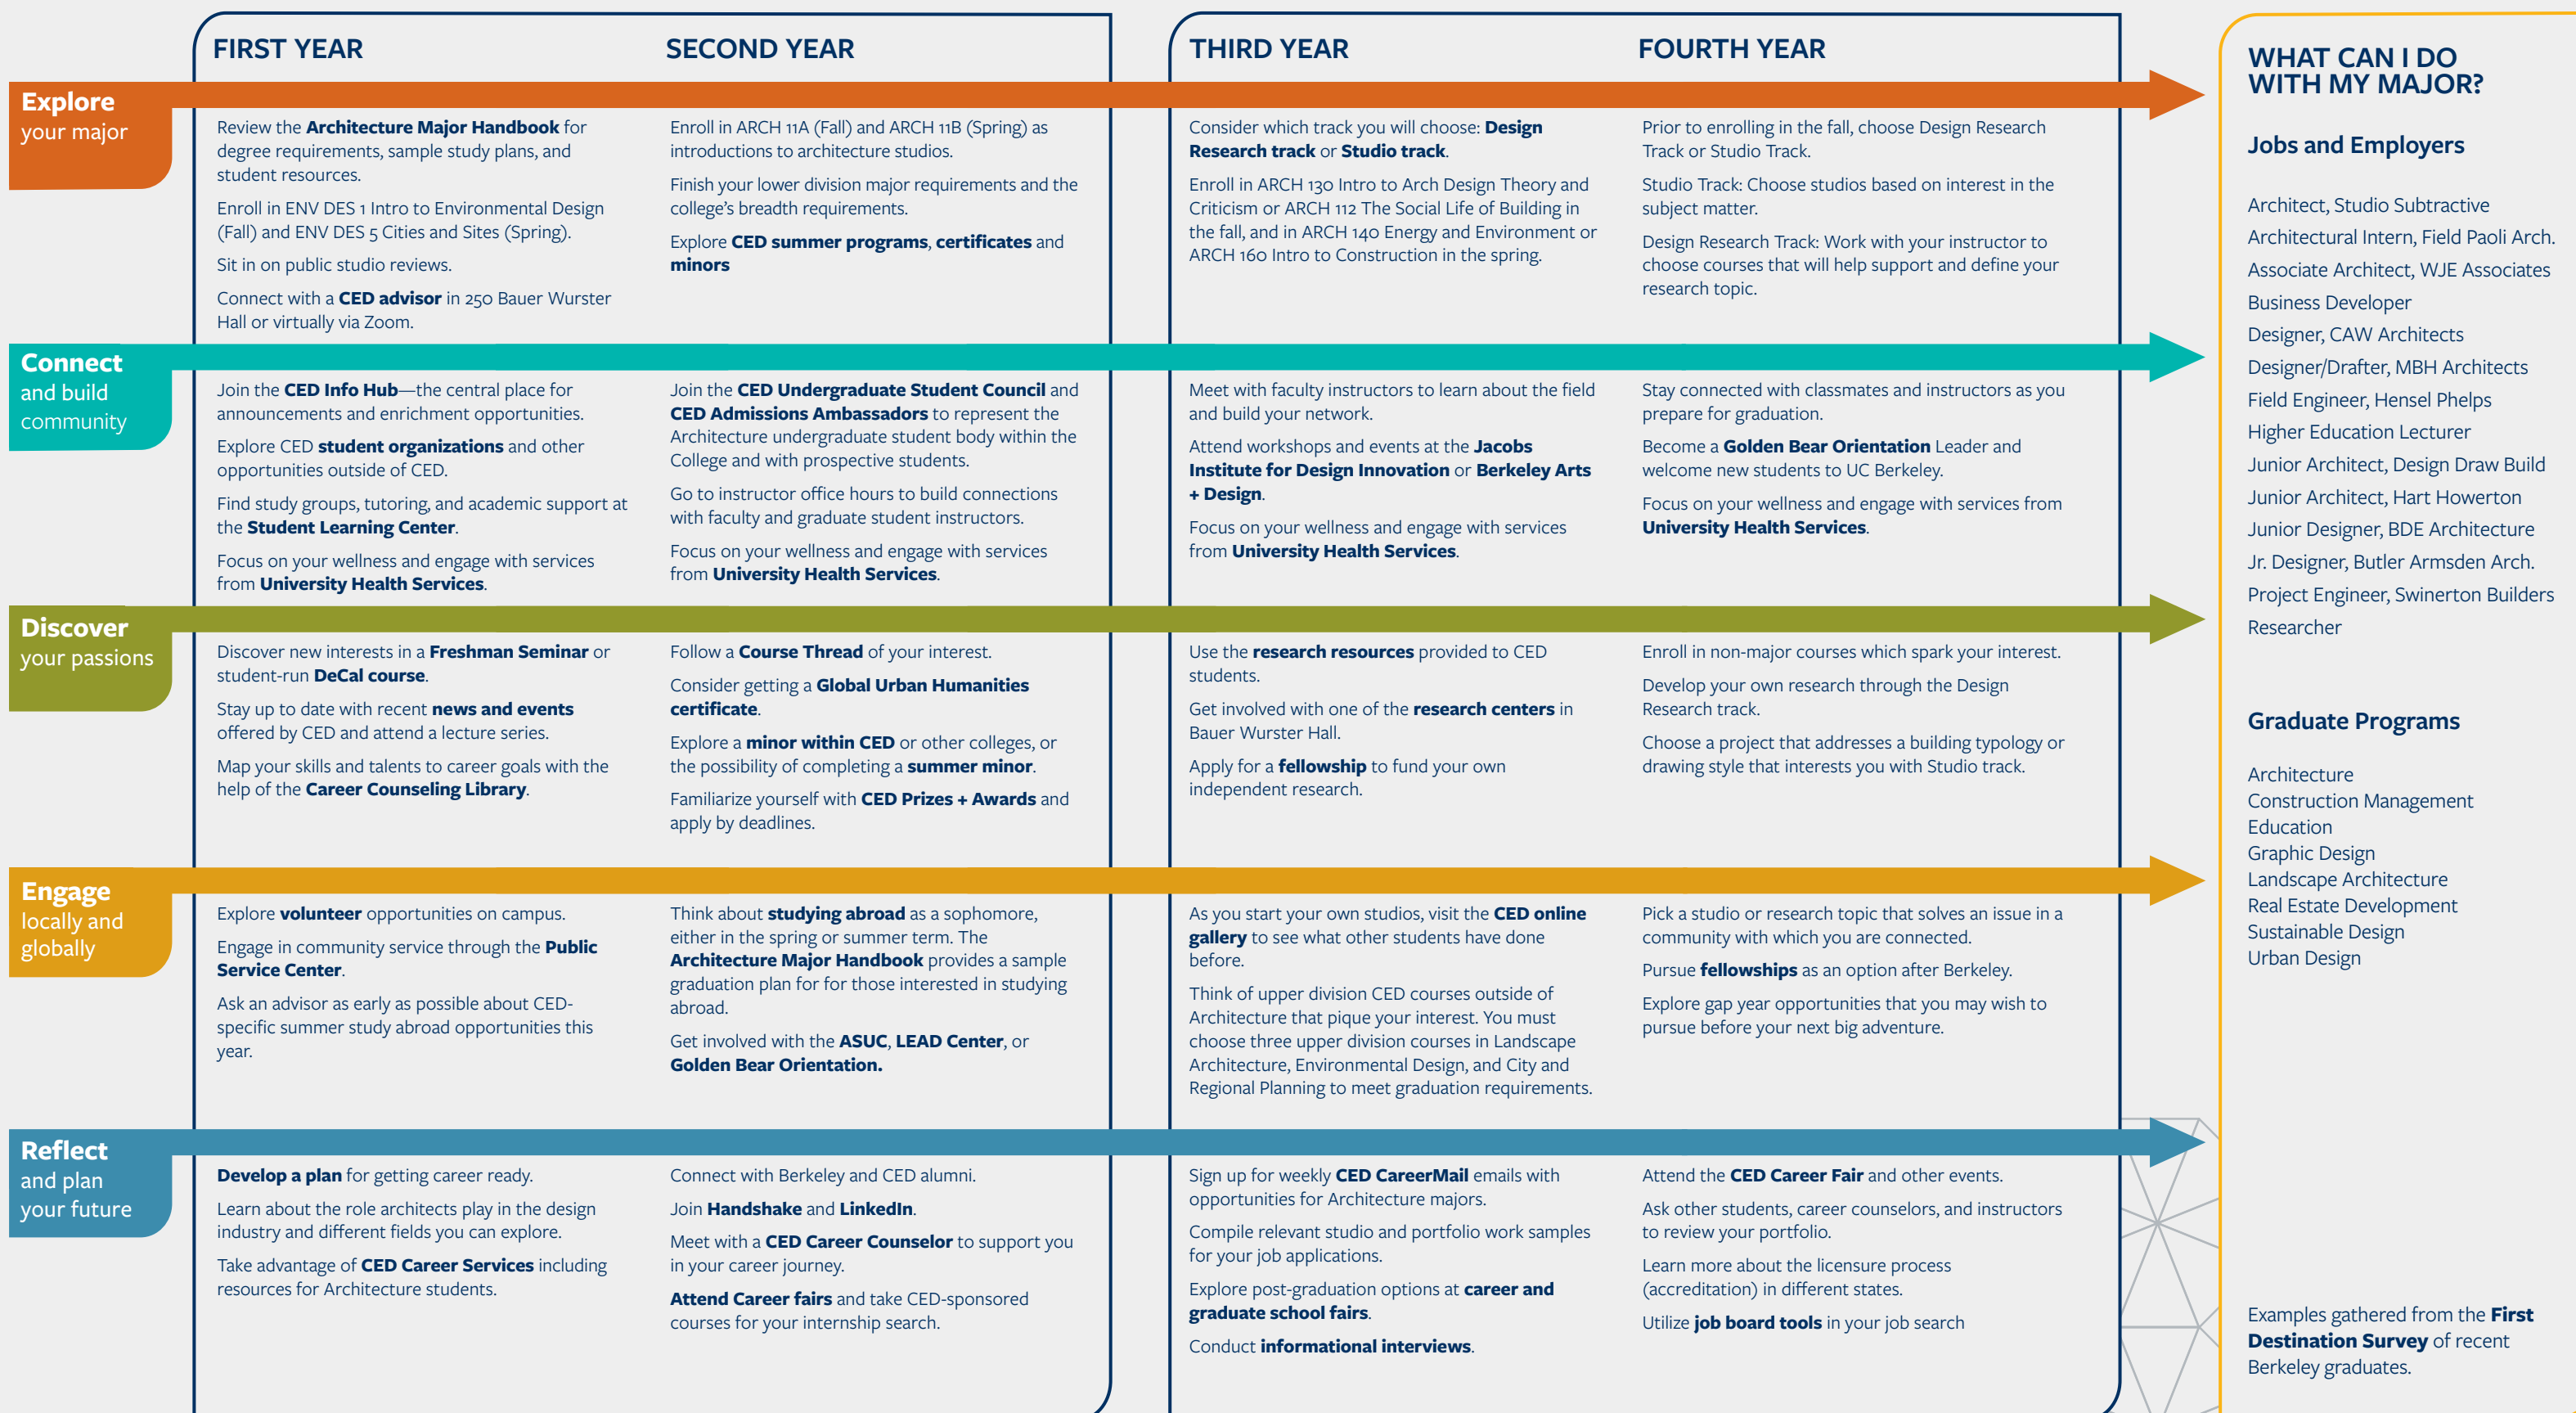 FIRST YEAR
SECOND YEAR
THIRD YEAR
FOURTH YEAR
Explore
your major
Review the Architecture Major Handbook for
degree requirements, sample study plans, and
student resources.
Enroll in ENV DES 1 Intro to Environmental Design
(Fall) and ENV DES 5 Cities and Sites (Spring).
Sit in on public studio reviews.
Connect with a CED advisor in 250 Bauer Wurster
Hall or virtually via Zoom.
Enroll in ARCH 11A (Fall) and ARCH 11B (Spring) as
introductions to architecture studios.
Finish your lower division major requirements and the
college's breadth requirements.
Explore CED summer programs, certificates and
minors
Consider which track you will choose: Design
Research track or Studio track.
Enroll in ARCH 130 Intro to Arch Design Theory and
Criticism or ARCH 112 The Social Life of Building in
the fall, and in ARCH 140 Energy and Environment or
ARCH 160 Intro to Construction in the spring.
Prior to enrolling in the fall, choose Design Research
Track or Studio Track.
Studio Track: Choose studios based on interest in the
subject matter.
Design Research Track: Work with your instructor to
choose courses that will help support and define your
research topic.
Connect
and build
community
Join the CED Info Hub—the central place for
announcements and enrichment opportunities.
Explore CED student organizations and other
opportunities outside of CED.
Find study groups, tutoring, and academic support at
the Student Learning Center.
Focus on your wellness and engage with services
from University Health Services.
Join the CED Undergraduate Student Council and
CED Admissions Ambassadors to represent the
Architecture undergraduate student body within the
College and with prospective students.
Go to instructor office hours to build connections
with faculty and graduate student instructors.
Focus on your wellness and engage with services
from University Health Services.
Meet with faculty instructors to learn about the field
and build your network.
Attend workshops and events at the Jacobs
Institute for Design Innovation or Berkeley Arts
+ Design.
Focus on your wellness and engage with services
from University Health Services.
Stay connected with classmates and instructors as you
prepare for graduation.
Become a Golden Bear Orientation Leader and
welcome new students to UC Berkeley.
Focus on your wellness and engage with services from
University Health Services.
Discover
your passions
Discover new interests in a Freshman Seminar or
student-run DeCal course.
Stay up to date with recent news and events
offered by CED and attend a lecture series.
Map your skills and talents to career goals with the
help of the Career Counseling Library.
Follow a Course Thread of your interest.
Consider getting a Global Urban Humanities
certificate.
Explore a minor within CED or other colleges, or
the possibility of completing a summer minor.
Familiarize yourself with CED Prizes + Awards and
apply by deadlines.
Use the research resources provided to CED
students.
Get involved with one of the research centers in
Bauer Wurster Hall.
Apply for a fellowship to fund your own
independent research.
Enroll in non-major courses which spark your interest.
Develop your own research through the Design
Research track.
Choose a project that addresses a building typology or
drawing style that interests you with Studio track.
Engage
locally and
globally
Explore volunteer opportunities on campus.
Engage in community service through the Public
Service Center.
Ask an advisor as early as possible about CED-
specific summer study abroad opportunities this
year.
Think about studying abroad as a sophomore,
either in the spring or summer term. The
Architecture Major Handbook provides a sample
graduation plan for for those interested in studying
abroad.
Get involved with the ASUC, LEAD Center, or
Golden Bear Orientation.
As you start your own studios, visit the CED online
gallery to see what other students have done
before.
Think of upper division CED courses outside of
Architecture that pique your interest. You must
choose three upper division courses in Landscape
Architecture, Environmental Design, and City and
Regional Planning to meet graduation requirements.
Pick a studio or research topic that solves an issue in a
community with which you are connected.
Pursue fellowships as an option after Berkeley.
Explore gap year opportunities that you may wish to
pursue before your next big adventure.
Reflect
and plan
your future
Develop a plan for getting career ready.
Learn about the role architects play in the design
industry and different fields you can explore.
Take advantage of CED Career Services including
resources for Architecture students.
Connect with Berkeley and CED alumni.
Join Handshake and LinkedIn.
Meet with a CED Career Counselor to support you
in your career journey.
Attend Career fairs and take CED-sponsored
courses for your internship search.
Sign up for weekly CED CareerMail emails with
opportunities for Architecture majors.
Compile relevant studio and portfolio work samples
for your job applications.
Explore post-graduation options at career and
graduate school fairs.
Conduct informational interviews.
Attend the CED Career Fair and other events.
Ask other students, career counselors, and instructors
to review your portfolio.
Learn more about the licensure process
(accreditation) in different states.
Utilize job board tools in your job search
WHAT CAN I DO
WITH MY MAJOR?
Jobs and Employers
Architect, Studio Subtractive
Architectural Intern, Field Paoli Arch.
Associate Architect, WJE Associates
Business Developer
Designer, CAW Architects
Designer/Drafter, MBH Architects
Field Engineer, Hensel Phelps
Higher Education Lecturer
Junior Architect, Design Draw Build
Junior Architect, Hart Howerton
Junior Designer, BDE Architecture
Jr. Designer, Butler Armsden Arch.
Project Engineer, Swinerton Builders
Researcher
Graduate Programs
Architecture
Construction Management
Education
Graphic Design
Landscape Architecture
Real Estate Development
Sustainable Design
Urban Design
Examples gathered from the First
Destination Survey of recent
Berkeley graduates.